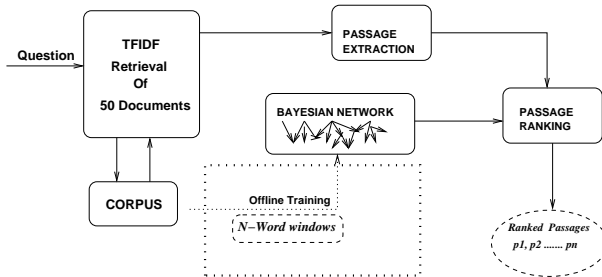 Question
TFIDF
Retrieval
Of
50 Documents
PASSAGE
EXTRACTION
BAYESIAN NETWORK
PASSAGE
RANKING
CORPUS
Offline Training
N−Word windows
Ranked Passages
p1, p2 ....... pn